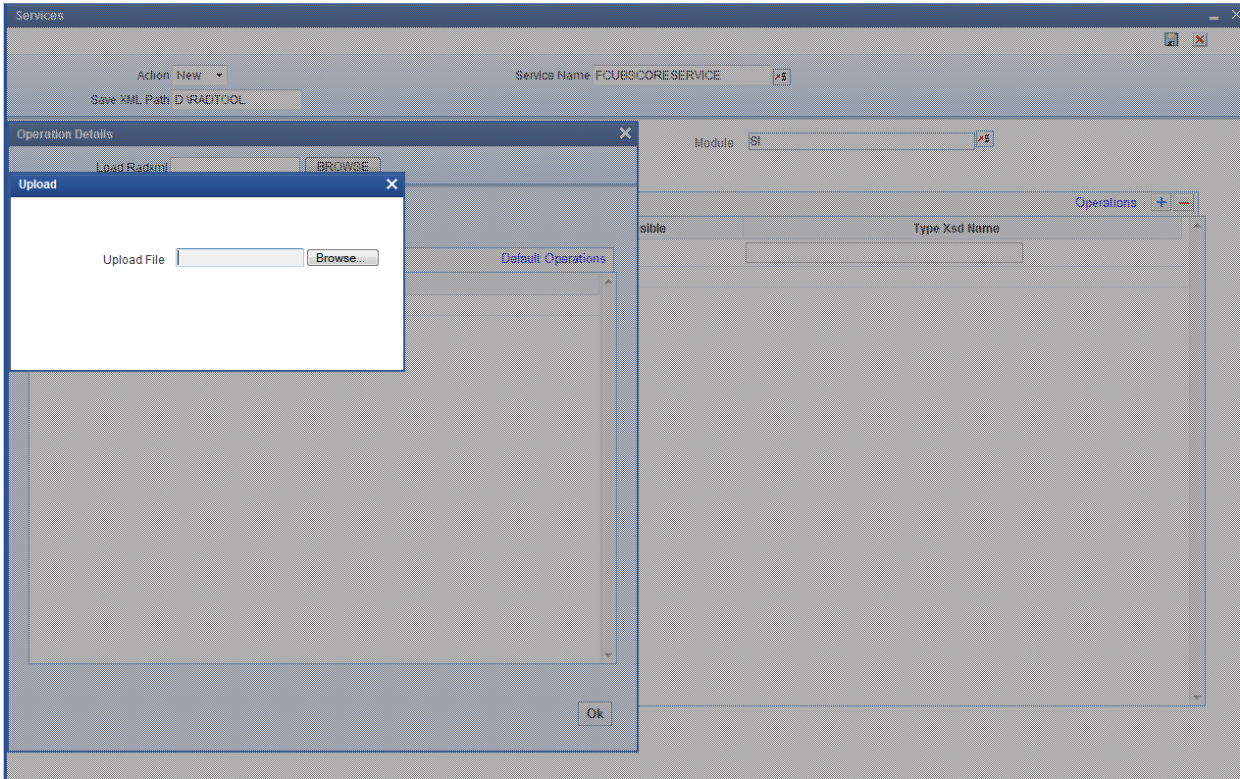 Services
Action New
Service Name FCUBSCORESERVICE
Save XML Path D:\RADTOOL
Operation Details
Module SI
Load Radxml BROWSE
Upload
Operations + −
sible Type Xsd Name
Upload File Browse...
Default Operations
Ok